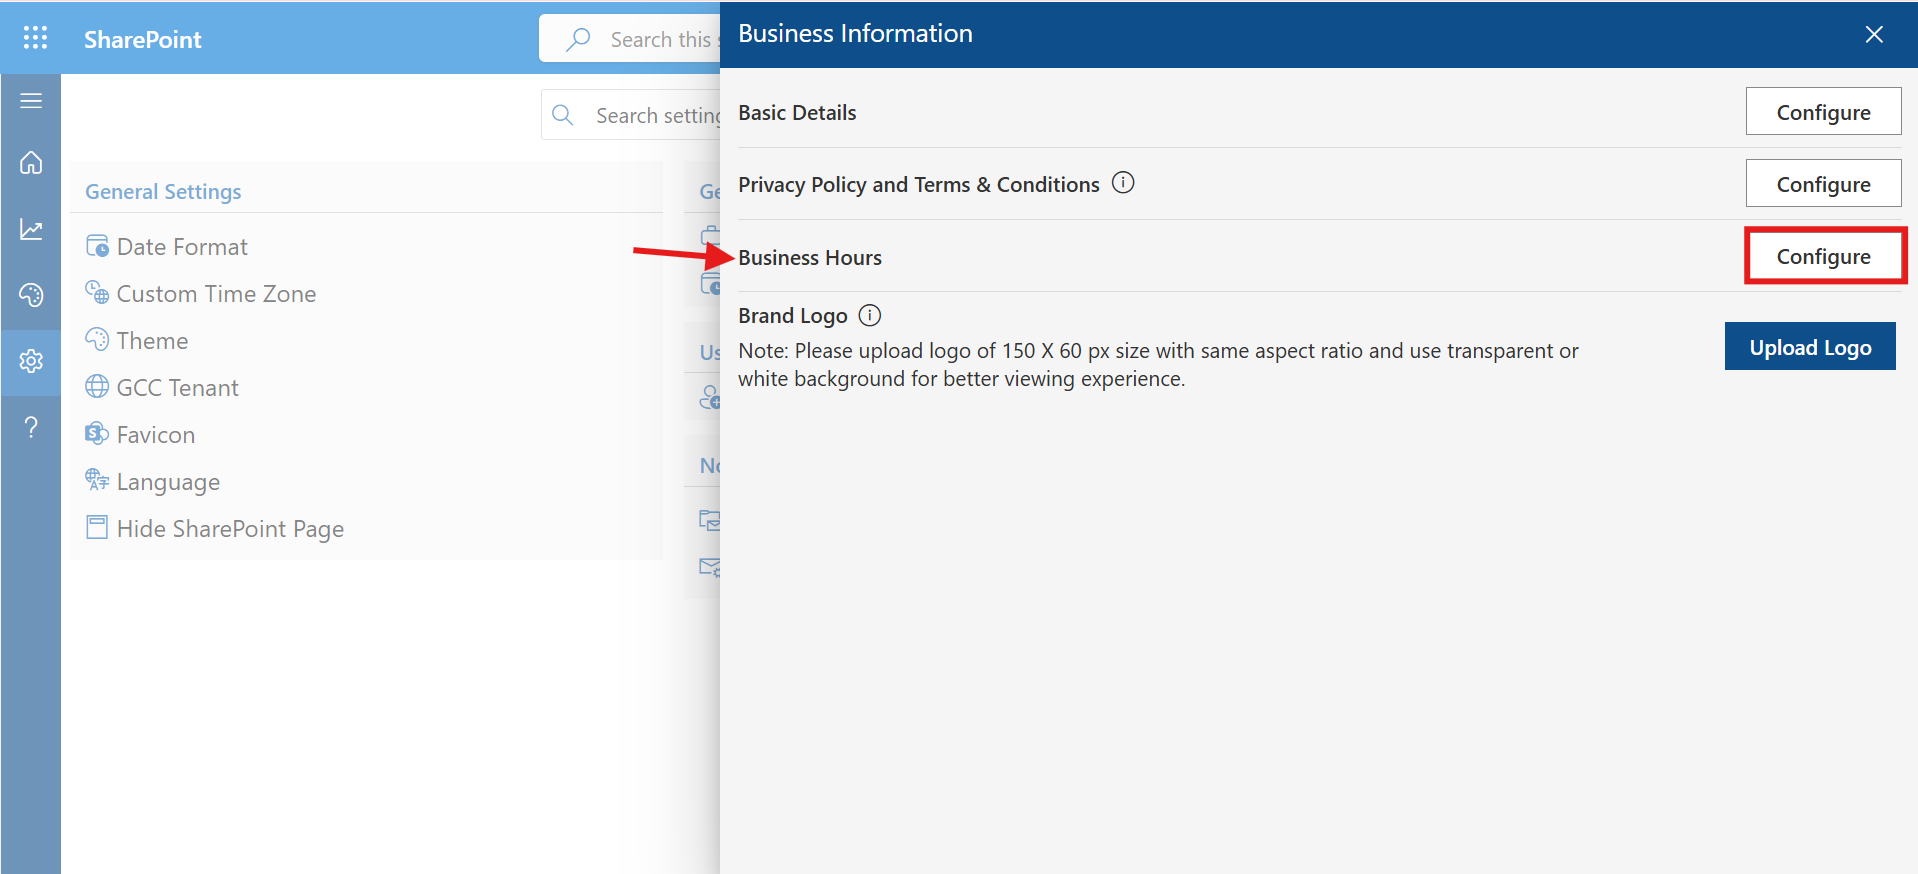 SharePoint
Search this
Search setting
General Settings
Date Format
Custom Time Zone
Theme
GCC Tenant
Favicon
Language
Hide SharePoint Page
Ge
Us
No
Business Information
Basic Details
Configure
Privacy Policy and Terms & Conditions
Configure
Business Hours
Configure
Brand Logo
Note: Please upload logo of 150 X 60 px size with same aspect ratio and use transparent or
white background for better viewing experience.
Upload Logo